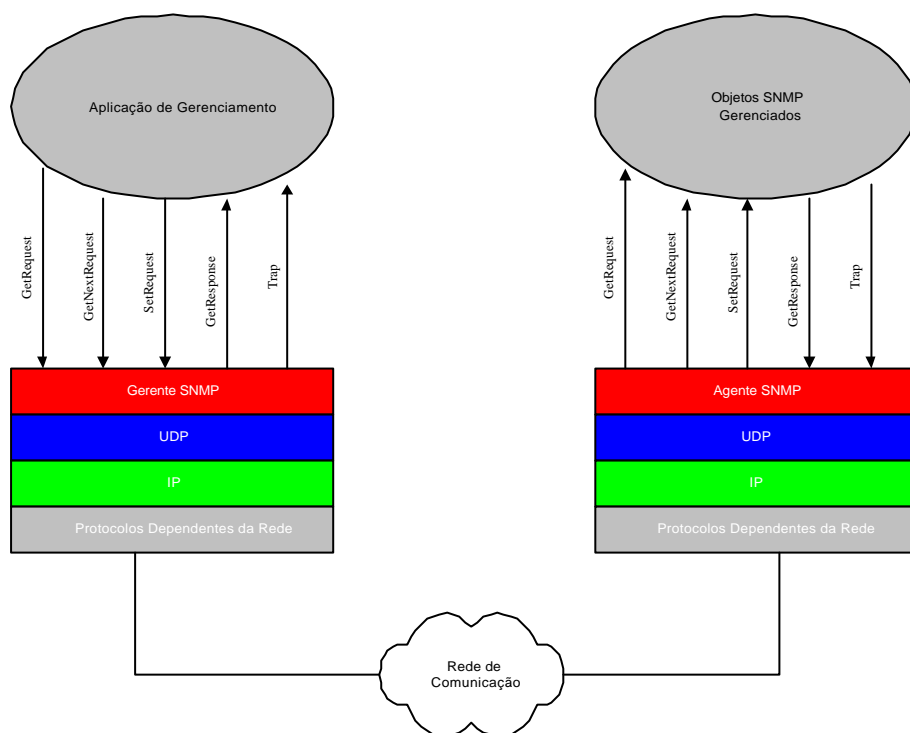 Aplicação de Gerenciamento
Objetos SNMP
Gerenciados
GetRequest
GetNextRequest
SetRequest
GetResponse
Trap
GetRequest
GetNextRequest
SetRequest
GetResponse
Trap
Gerente SNMP
UDP
IP
Protocolos Dependentes da Rede
Agente SNMP
UDP
IP
Protocolos Dependentes da Rede
Rede de
Comunicação